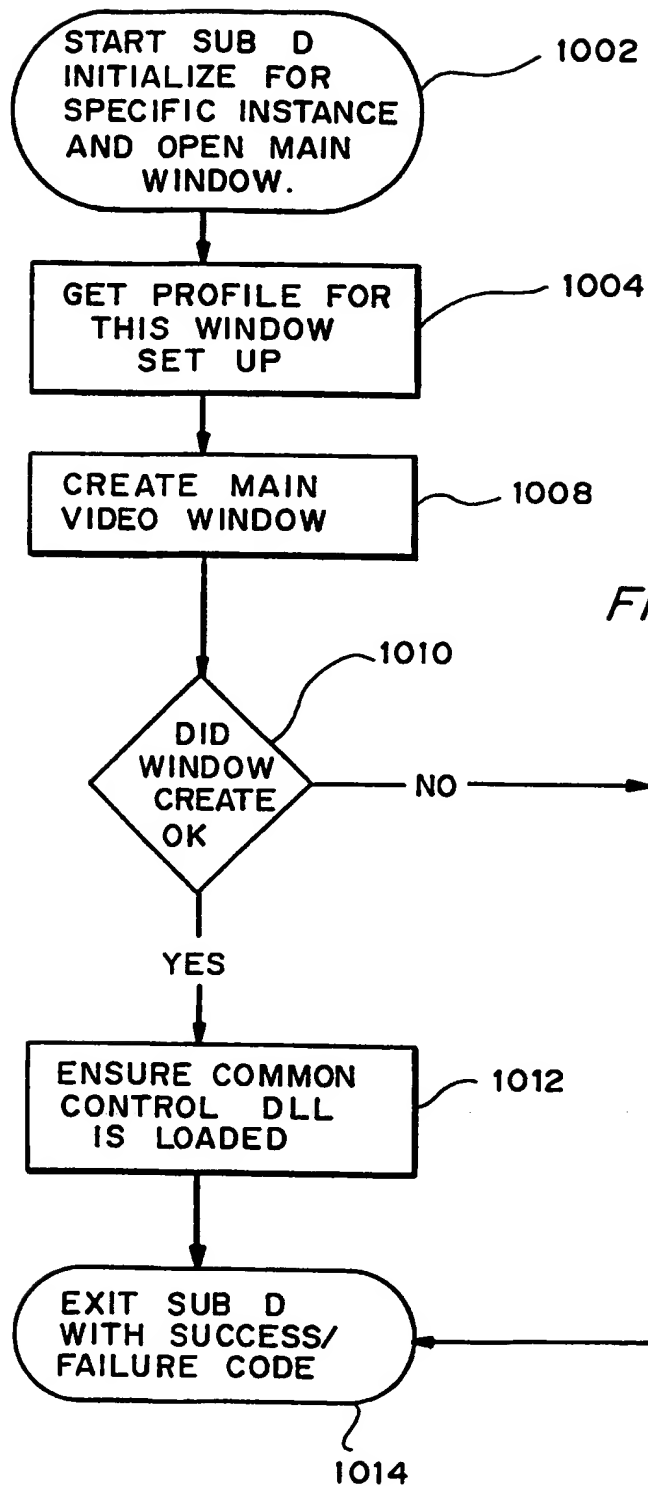 START SUB D
INITIALIZE FOR
SPECIFIC INSTANCE
AND OPEN MAIN
WINDOW.
1002
GET PROFILE FOR
THIS WINDOW
SET UP
1004
CREATE MAIN
VIDEO WINDOW
1008
1010
DID
WINDOW
CREATE
OK
NO
YES
ENSURE COMMON
CONTROL DLL
IS LOADED
1012
EXIT SUB D
WITH SUCCESS/
FAILURE CODE
1014